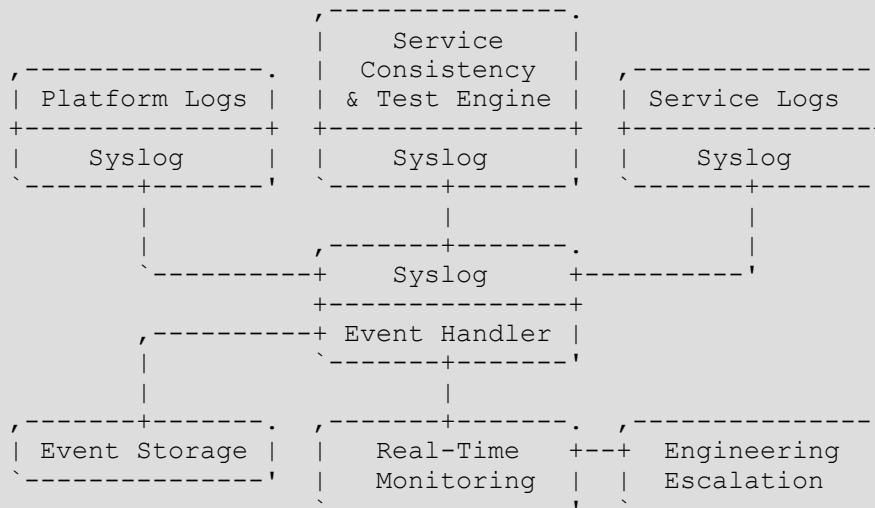 Service
Consistency
Platform Logs & Test Engine Service Logs
Syslog Syslog Syslog
Syslog
Event Handler
Event Storage Real-Time Engineering
Monitoring Escalation